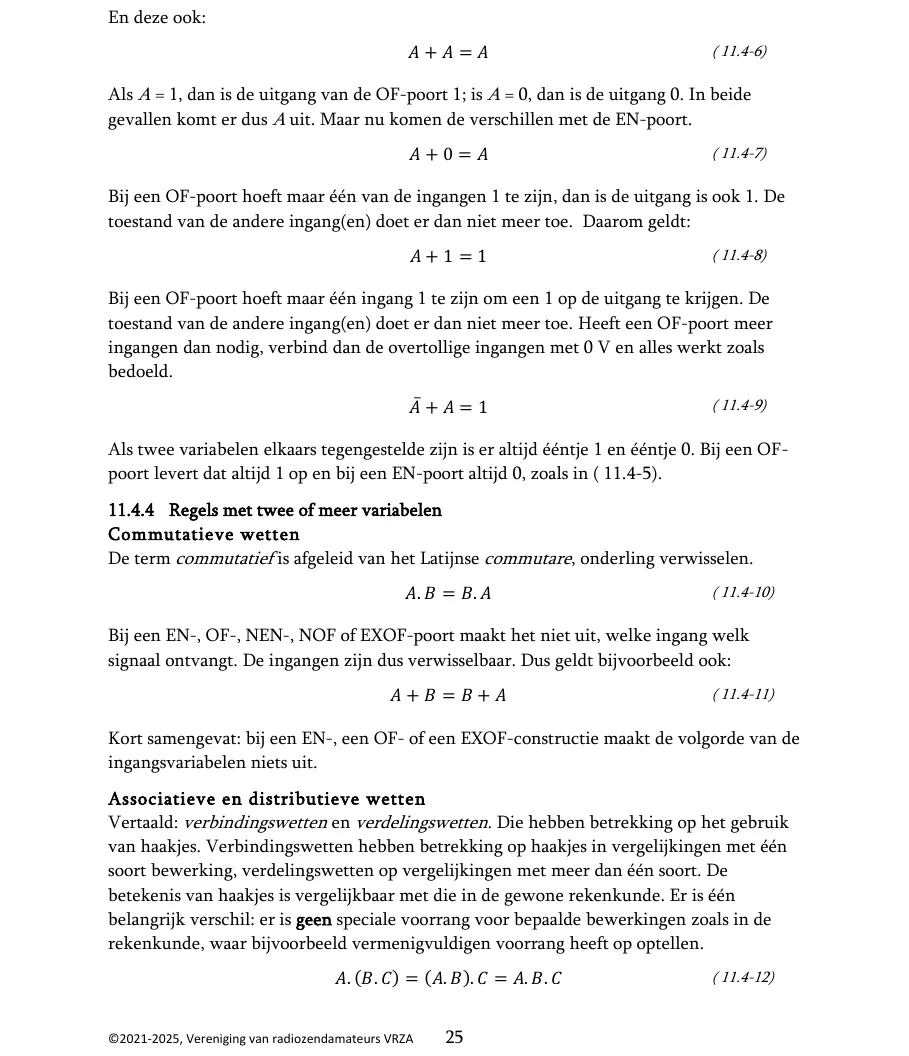 En deze ook:
A + A = A ( 11.4-6)
Als A = 1, dan is de uitgang van de OF-poort 1; is A = 0, dan is de uitgang 0. In beide
gevallen komt er dus A uit. Maar nu komen de verschillen met de EN-poort.
A + 0 = A ( 11.4-7)
Bij een OF-poort hoeft maar één van de ingangen 1 te zijn, dan is de uitgang is ook 1. De
toestand van de andere ingang(en) doet er dan niet meer toe. Daarom geldt:
A + 1 = 1 ( 11.4-8)
Bij een OF-poort hoeft maar één ingang 1 te zijn om een 1 op de uitgang te krijgen. De
toestand van de andere ingang(en) doet er dan niet meer toe. Heeft een OF-poort meer
ingangen dan nodig, verbind dan de overtollige ingangen met 0 V en alles werkt zoals
bedoeld.
Ā + A = 1 ( 11.4-9)
Als twee variabelen elkaars tegengestelde zijn is er altijd ééntje 1 en ééntje 0. Bij een OF-
poort levert dat altijd 1 op en bij een EN-poort altijd 0, zoals in ( 11.4-5).
11.4.4 Regels met twee of meer variabelen
Commutatieve wetten
De term commutatief is afgeleid van het Latijnse commutare, onderling verwisselen.
A. B = B. A ( 11.4-10)
Bij een EN-, OF-, NEN-, NOF of EXOF-poort maakt het niet uit, welke ingang welk
signaal ontvangt. De ingangen zijn dus verwisselbaar. Dus geldt bijvoorbeeld ook:
A + B = B + A ( 11.4-11)
Kort samengevat: bij een EN-, een OF- of een EXOF-constructie maakt de volgorde van de
ingangsvariabelen niets uit.
Associatieve en distributieve wetten
Vertaald: verbindingswetten en verdelingswetten. Die hebben betrekking op het gebruik
van haakjes. Verbindingswetten hebben betrekking op haakjes in vergelijkingen met één
soort bewerking, verdelingswetten op vergelijkingen met meer dan één soort. De
betekenis van haakjes is vergelijkbaar met die in de gewone rekenkunde. Er is één
belangrijk verschil: er is geen speciale voorrang voor bepaalde bewerkingen zoals in de
rekenkunde, waar bijvoorbeeld vermenigvuldigen voorrang heeft op optellen.
A. (B. C) = (A. B). C = A. B. C ( 11.4-12)
©2021-2025, Vereniging van radiozendamateurs VRZA 25